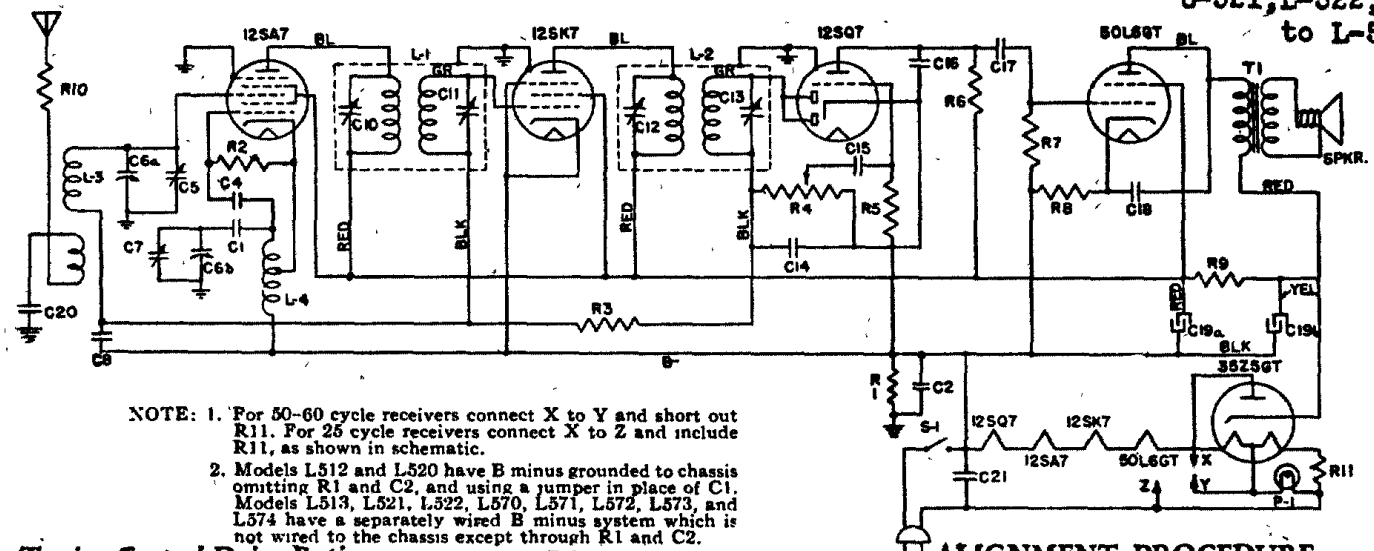 to L-5
12SA7
12SK7
12SQ7
50L6GT
BL
L-1
BL
L-2
BL
T1
R10
GR
C11
C10
GR
C13
C12
C16
C17
R6
R7
SPKR.
L-3
C6a
C5
R2
C4
C15
R4
R5
R8
C18
RED
C7
C6b
C1
RED
BLK
RED
BLK
C14
L-4
R9
RED
YEL
C20
C8
R3
C19a
C19b
B-
BLK
35Z5GT
R-1
C2
NOTE: 1. For 50-60 cycle receivers connect X to Y and short out
R11. For 25 cycle receivers connect X to Z and include
R11, as shown in schematic.
2. Models L512 and L520 have B minus grounded to chassis
omitting R1 and C2, and using a jumper in place of C1.
Models L513, L521, L522, L570, L571, L572, L573, and
L574 have a separately wired B minus system which is
not wired to the chassis except through R1 and C2.
S-1
12SQ7
12SA7
12SK7
50L6GT
X
Y
Z
C21
P-1
R11
ALIGNMENT PROCEDURE